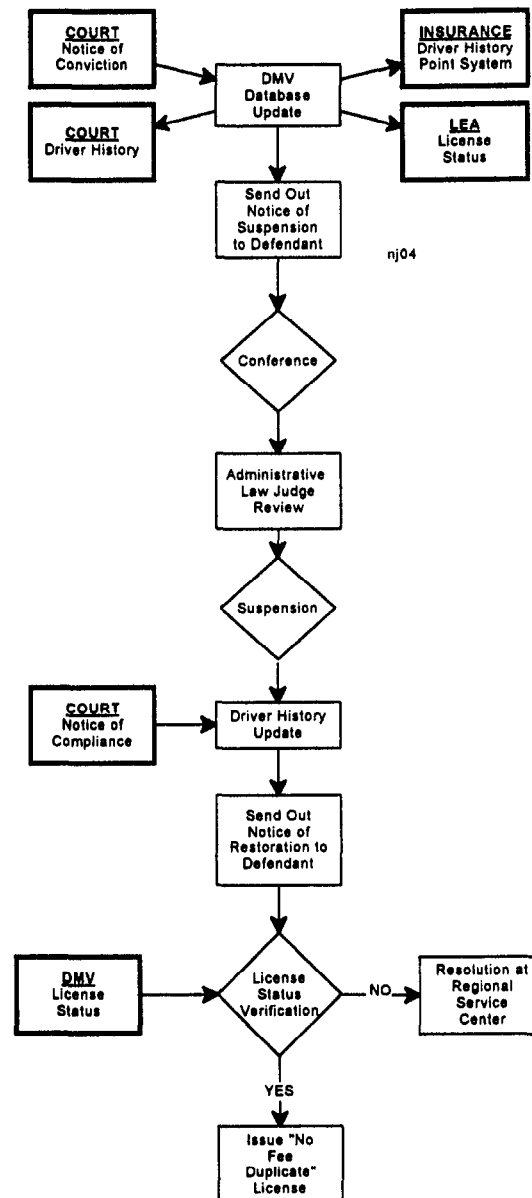 COURT
Notice of
Conviction
INSURANCE
Driver History
Point System
DMV
Database
Update
COURT
Driver History
LEA
License
Status
Send Out
Notice of
Suspension
to Defendant
nj04
Conference
Administrative
Law Judge
Review
Suspension
COURT
Notice of
Compliance
Driver History
Update
Send Out
Notice of
Restoration to
Defendant
DMV
License
Status
License
Status
Verification
NO
Resolution at
Regional
Service
Center
YES
Issue "No
Fee
Duplicate"
License